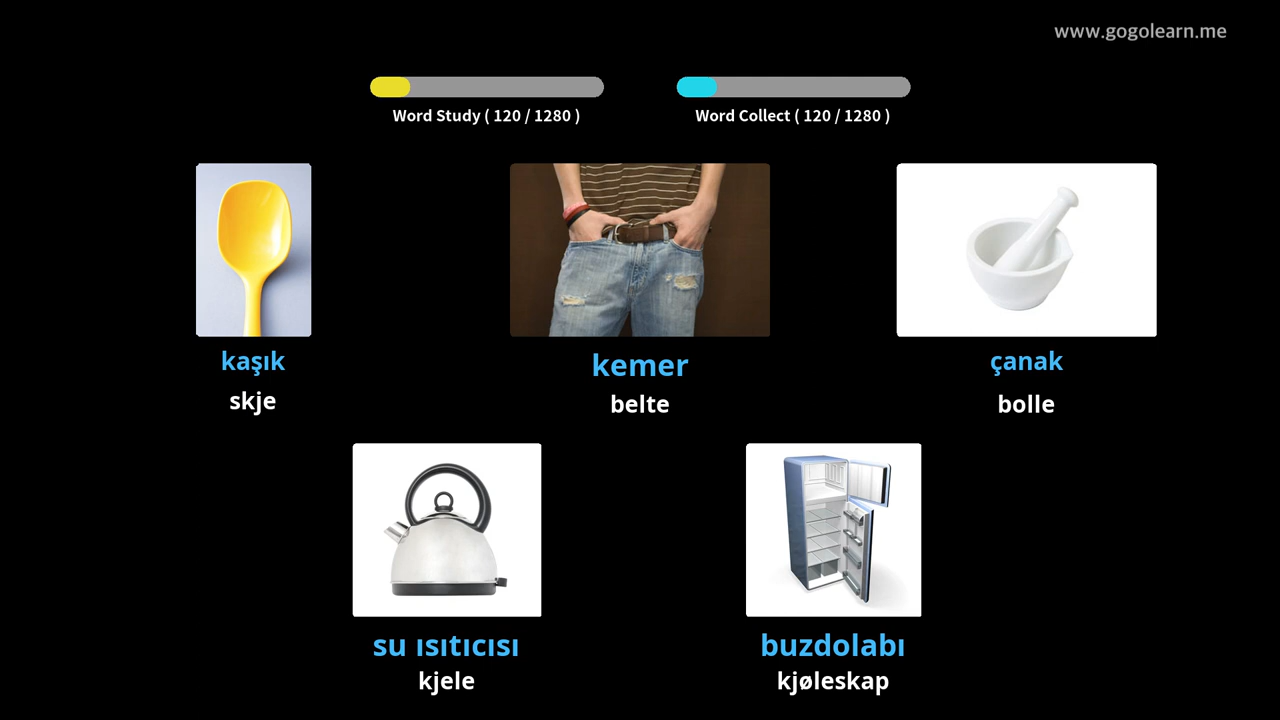 www.gogolearn.me
Word Study ( 120 / 1280 )
Word Collect ( 120 / 1280 )
kaşık
skje
kemer
belte
çanak
bolle
su ısıtıcısı
kjele
buzdolabı
kjøleskap